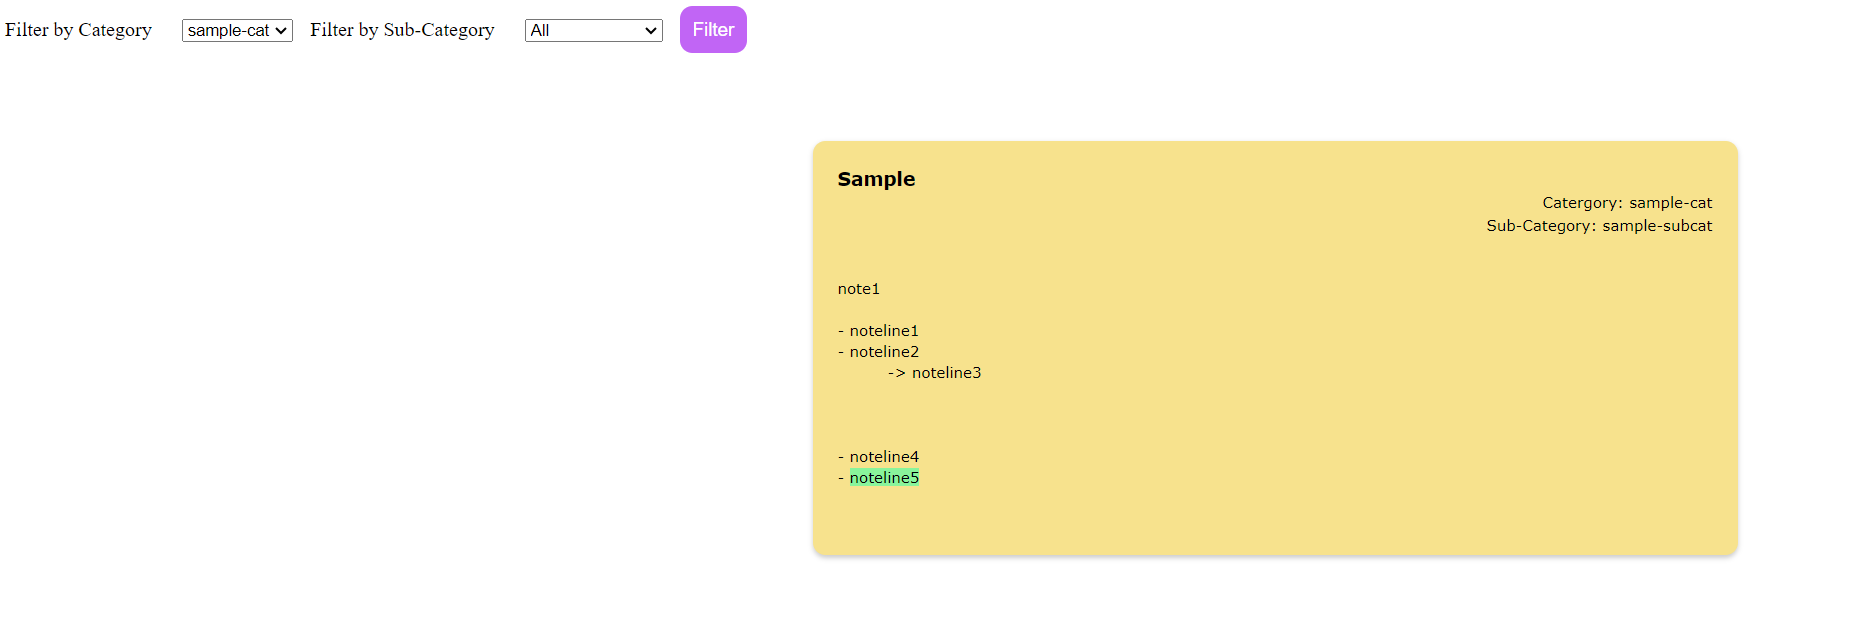 Filter by Category sample-cat Filter by Sub-Category All Filter
Sample
Catergory: sample-cat
Sub-Category: sample-subcat
note1
- noteline1
- noteline2
-> noteline3
- noteline4
- noteline5